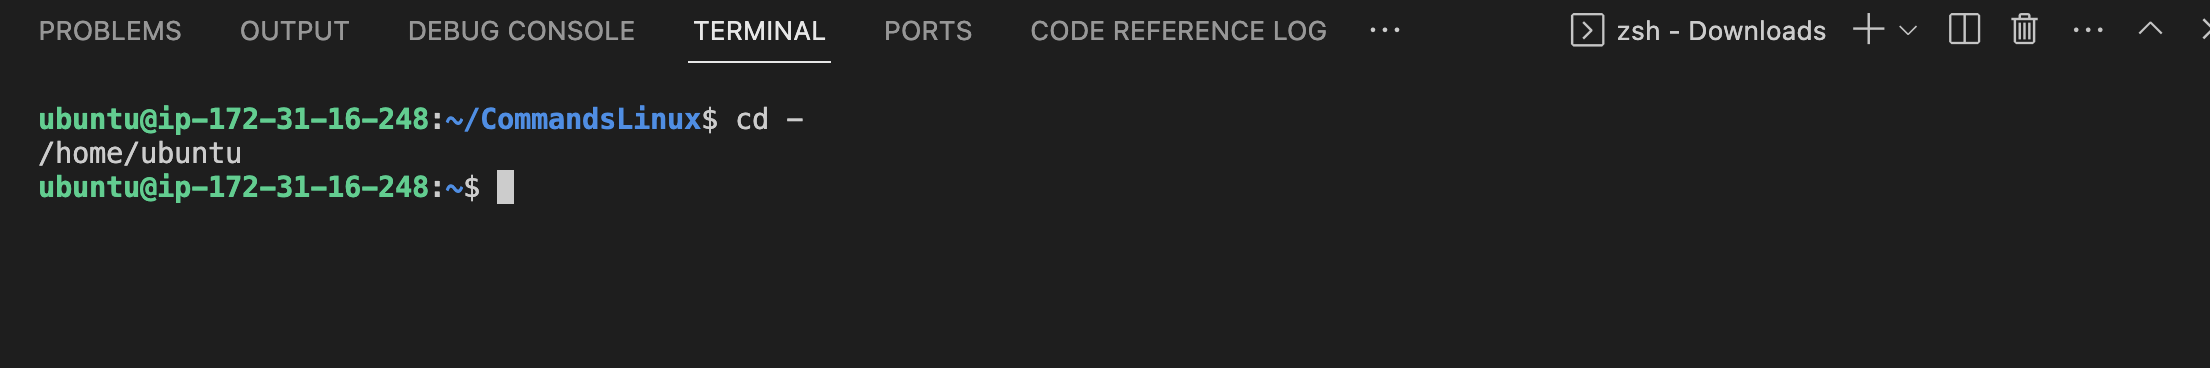 PROBLEMS OUTPUT DEBUG CONSOLE TERMINAL PORTS CODE REFERENCE LOG ... zsh - Downloads
ubuntu@ip-172-31-16-248:~/CommandsLinux$ cd -
/home/ubuntu
ubuntu@ip-172-31-16-248:~$